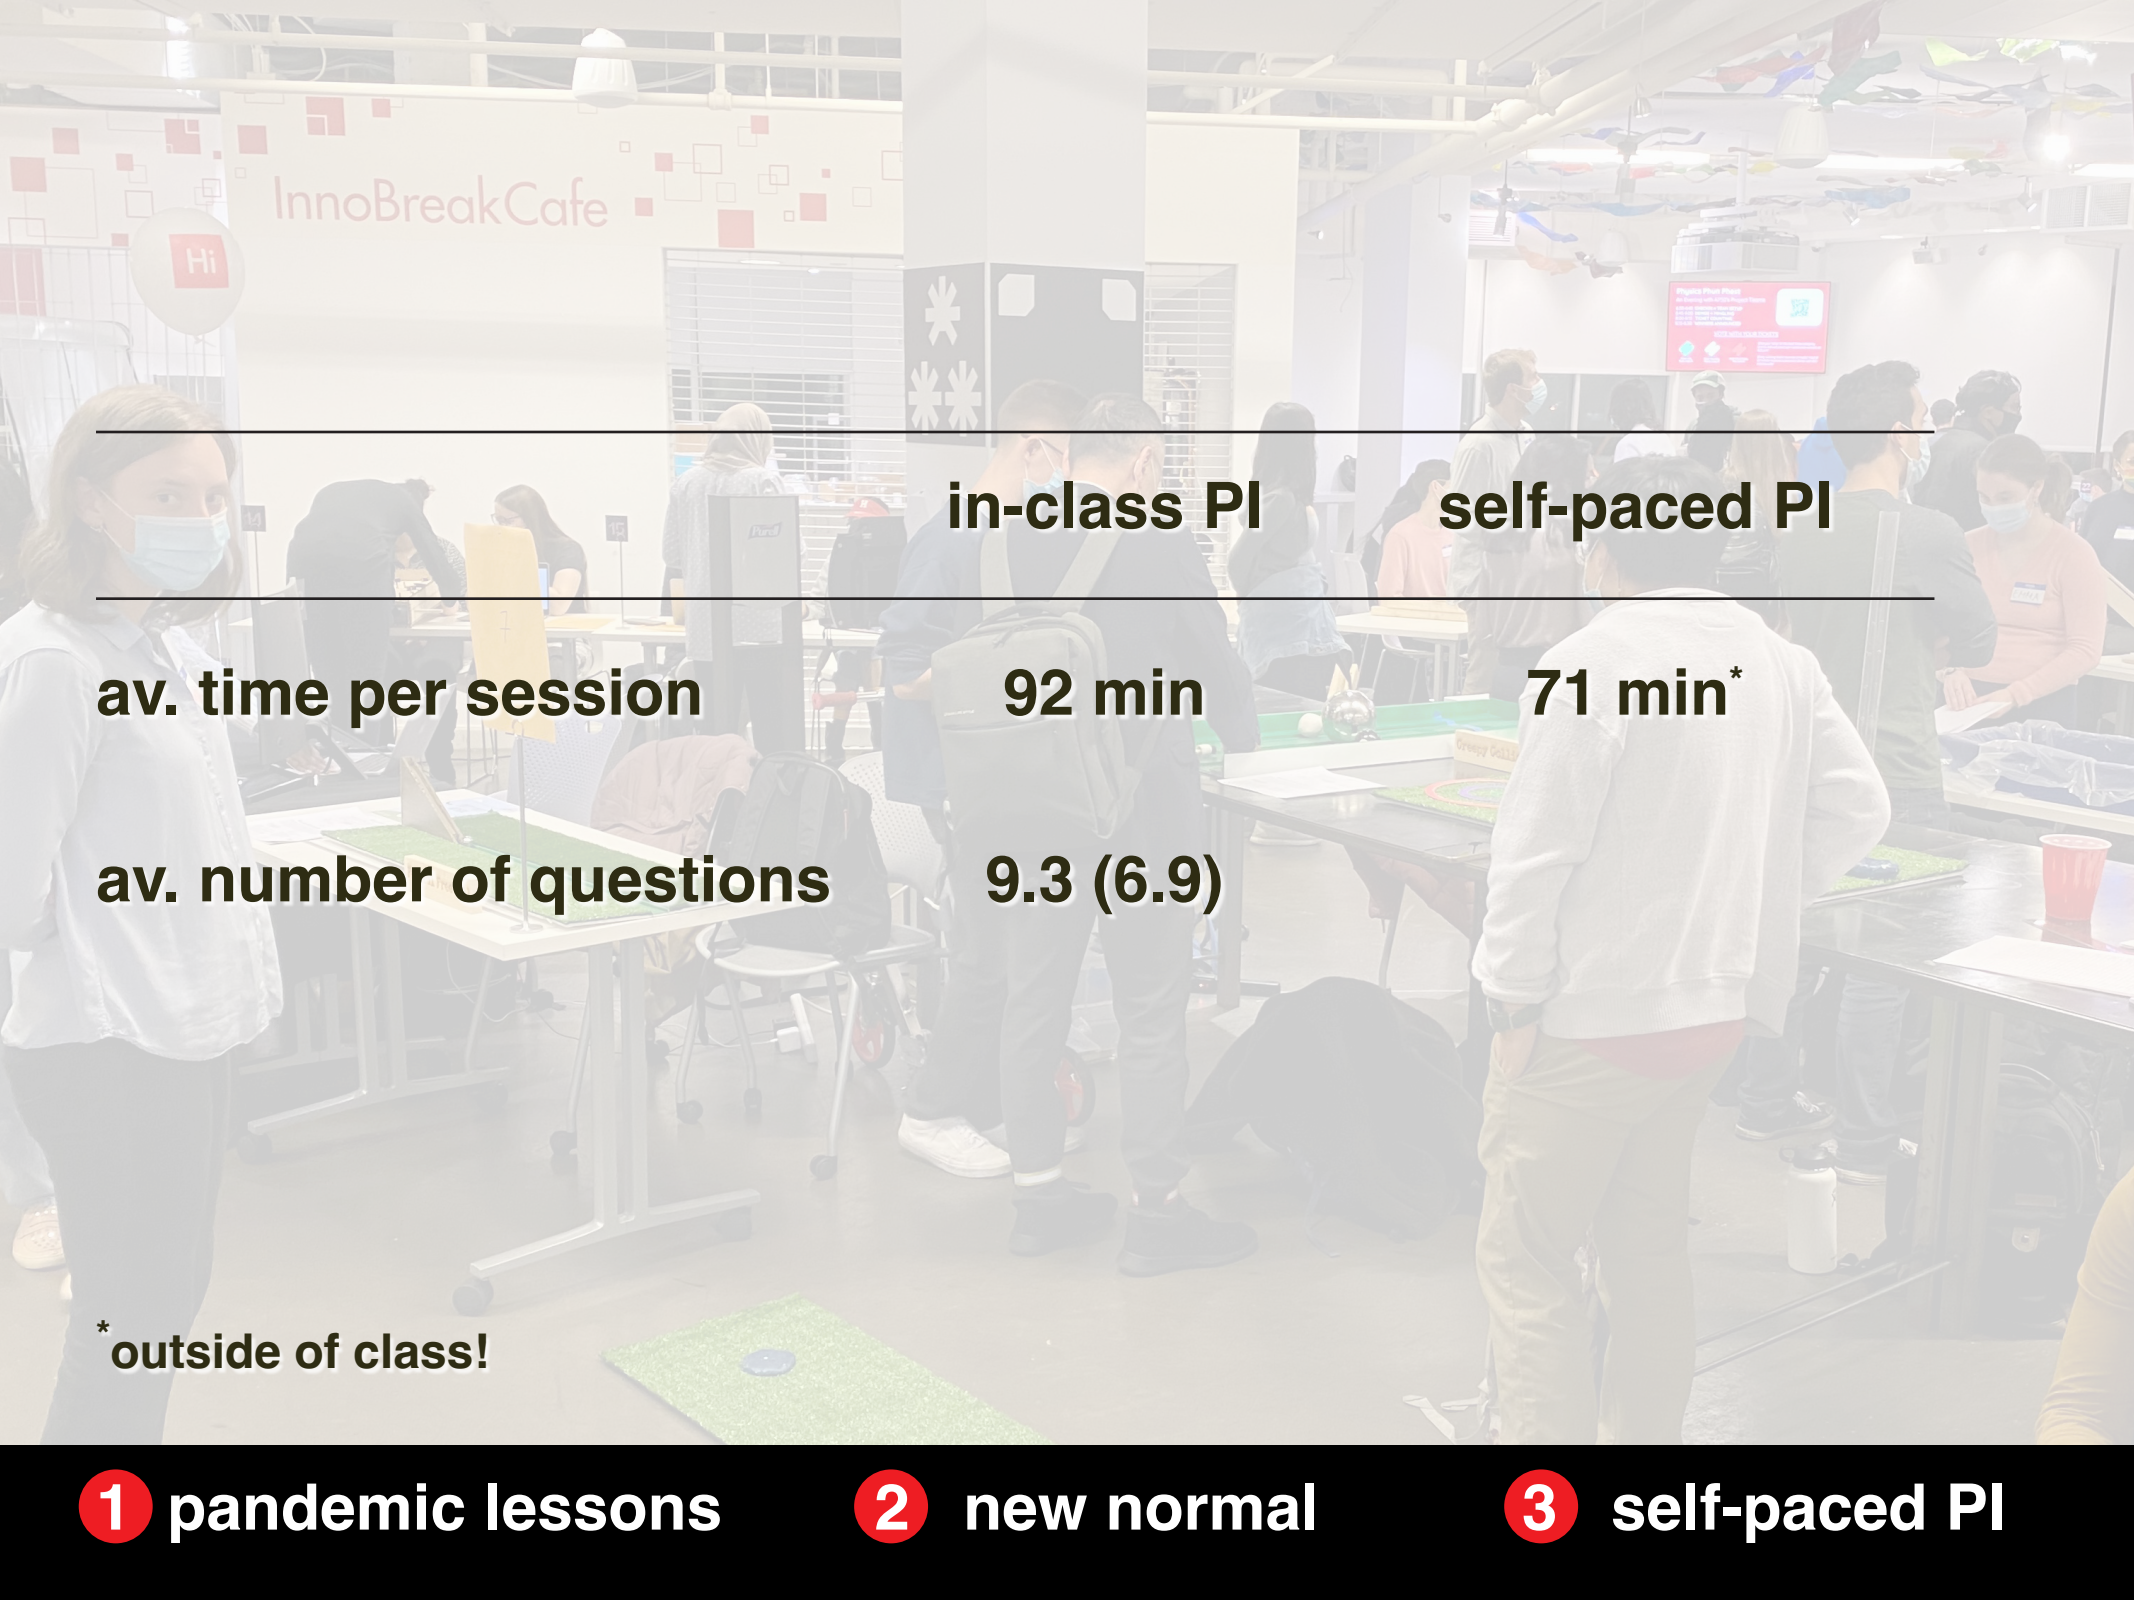 InnoBreakCafe
Hi
in-class PI self-paced PI
av. time per session 92 min 71 min*
av. number of questions 9.3 (6.9)
*outside of class!
1 pandemic lessons 2 new normal 3 self-paced PI